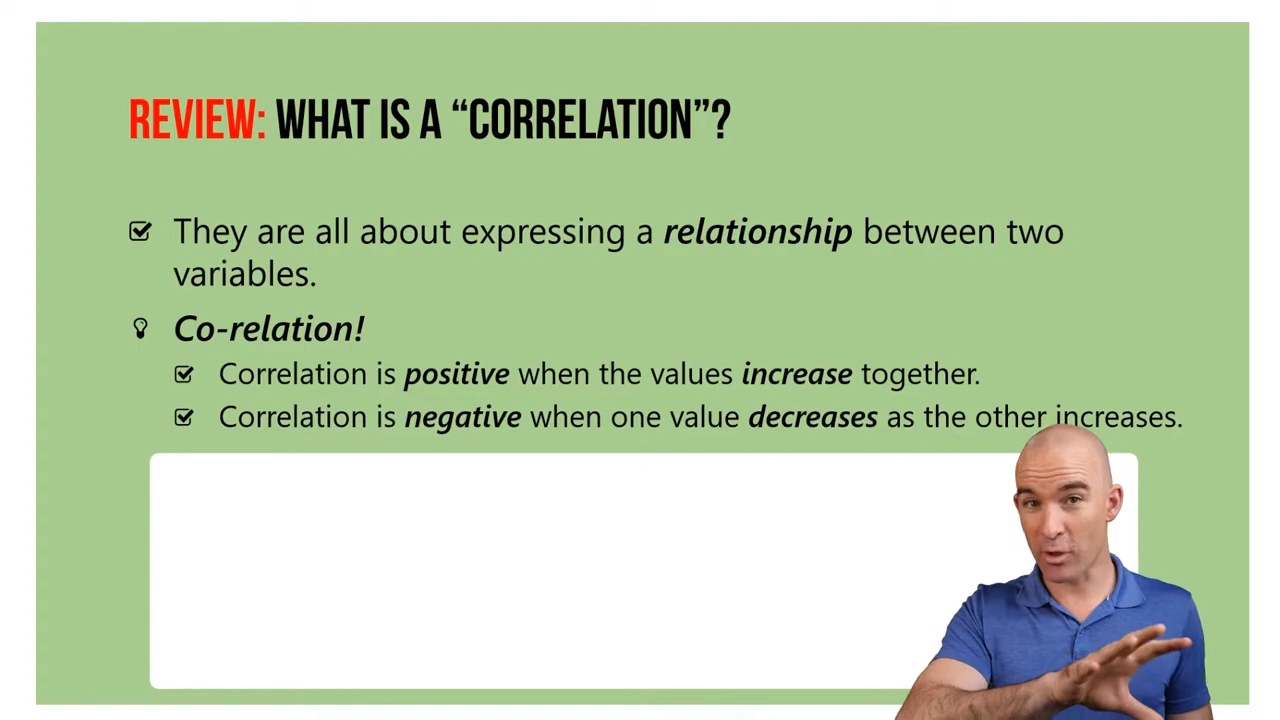 REVIEW: WHAT IS A “CORRELATION”?
They are all about expressing a relationship between two
variables.
Co-relation!
Correlation is positive when the values increase together.
Correlation is negative when one value decreases as the other increases.